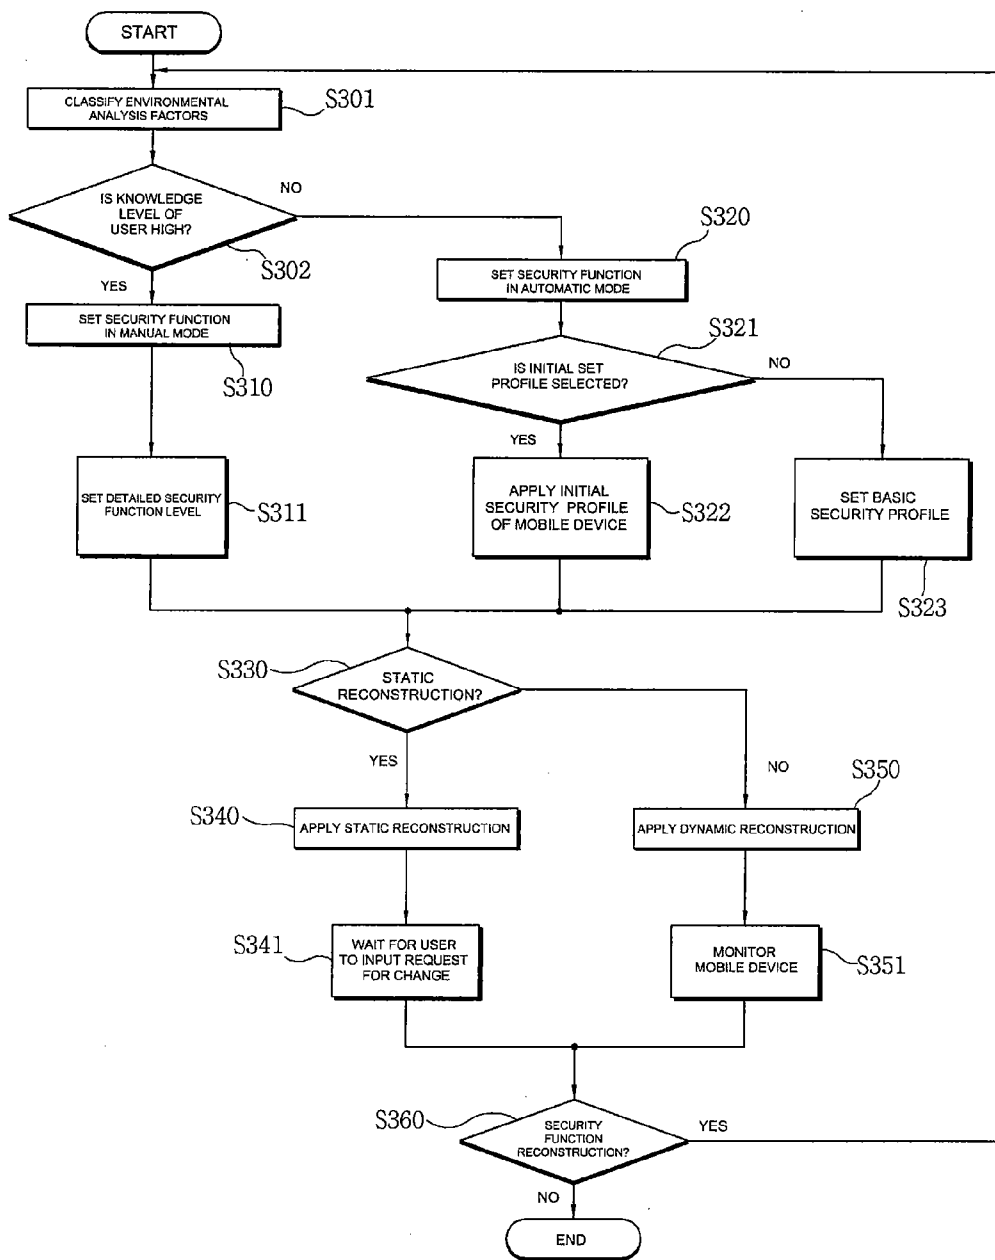 START
CLASSIFY ENVIRONMENTAL
ANALYSIS FACTORS
S301
IS KNOWLEDGE
LEVEL OF
USER HIGH?
NO
S302
YES
SET SECURITY FUNCTION
IN MANUAL MODE
S310
S320
SET SECURITY FUNCTION
IN AUTOMATIC MODE
S321
IS INITIAL SET
PROFILE SELECTED?
NO
YES
SET DETAILED SECURITY
FUNCTION LEVEL
S311
APPLY INITIAL
SECURITY PROFILE
OF MOBILE DEVICE
S322
SET BASIC
SECURITY PROFILE
S323
S330
STATIC
RECONSTRUCTION?
YES
NO
S340
APPLY STATIC RECONSTRUCTION
S350
APPLY DYNAMIC RECONSTRUCTION
S341
WAIT FOR USER
TO INPUT REQUEST
FOR CHANGE
MONITOR
MOBILE DEVICE
S351
S360
SECURITY
FUNCTION
RECONSTRUCTION?
YES
NO
END